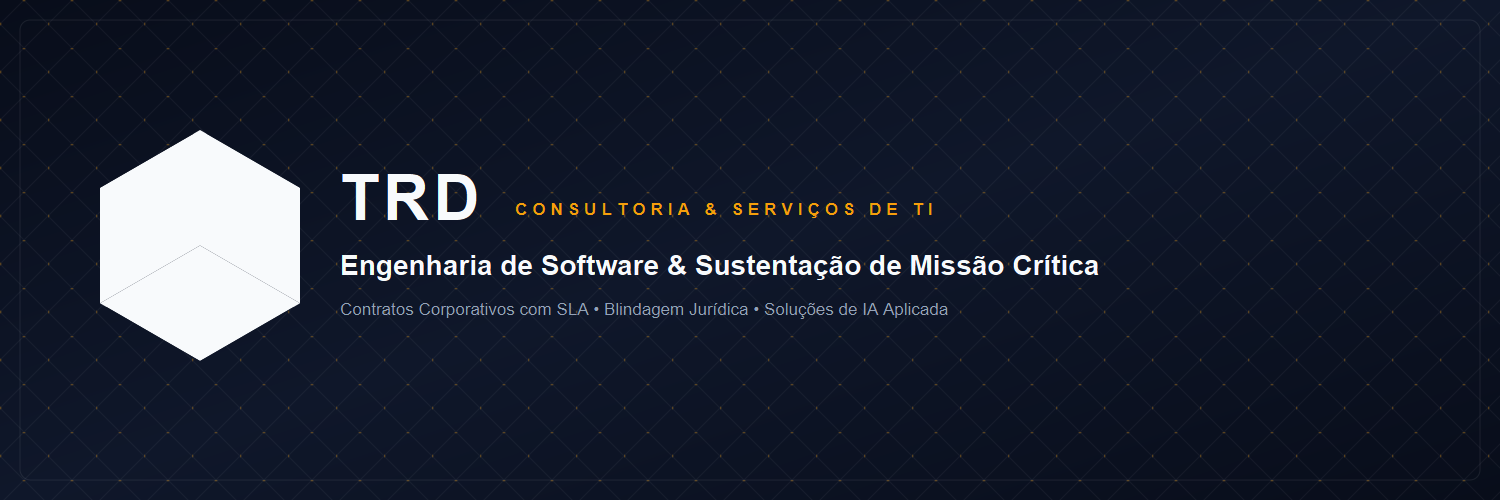 TRD CONSULTORIA & SERVIÇOS DE TI
Engenharia de Software & Sustentação de Missão Crítica
Contratos Corporativos com SLA • Blindagem Jurídica • Soluções de IA Aplicada